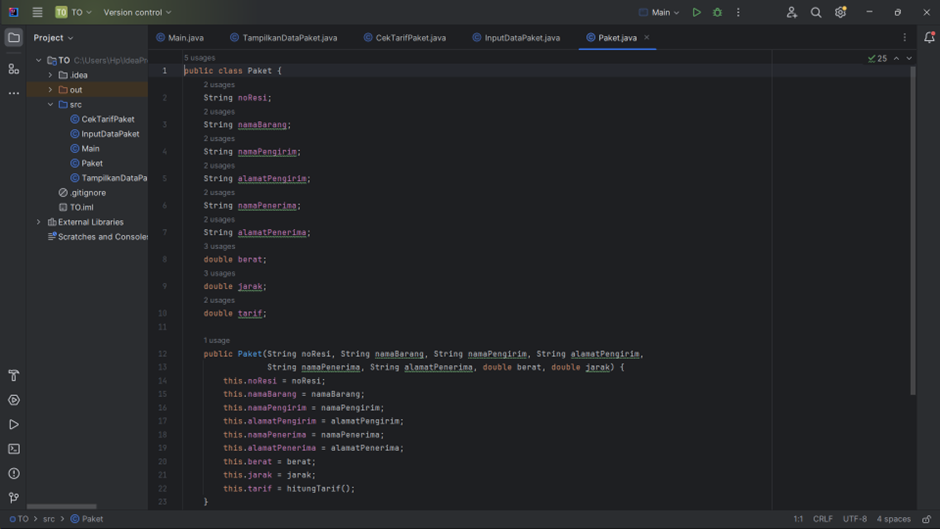 TO TO Version control Main
Project Main.java TampilkanDataPaket.java CekTarifPaket.java InputDataPaket.java Paket.java
TO C:\Users\Hp\IdeaPr
.idea
out
src
CekTarifPaket
InputDataPaket
Main
Paket
TampilkanDataPa
.gitignore
TO.iml
External Libraries
Scratches and Consoles
25
5 usages
1 public class Paket {
2 usages
2 String noResi;
2 usages
3 String namaBarang;
2 usages
4 String namaPengirim;
2 usages
5 String alamatPengirim;
2 usages
6 String namaPenerima;
2 usages
7 String alamatPenerima;
3 usages
8 double berat;
3 usages
9 double jarak;
2 usages
10 double tarif;
11
1 usage
12 public Paket(String noResi, String namaBarang, String namaPengirim, String alamatPengirim,
13 String namaPenerima, String alamatPenerima, double berat, double jarak) {
14 this.noResi = noResi;
15 this.namaBarang = namaBarang;
16 this.namaPengirim = namaPengirim;
17 this.alamatPengirim = alamatPengirim;
18 this.namaPenerima = namaPenerima;
19 this.alamatPenerima = alamatPenerima;
20 this.berat = berat;
21 this.jarak = jarak;
22 this.tarif = hitungTarif();
23 }
TO > src > Paket 1:1 CRLF UTF-8 4 spaces